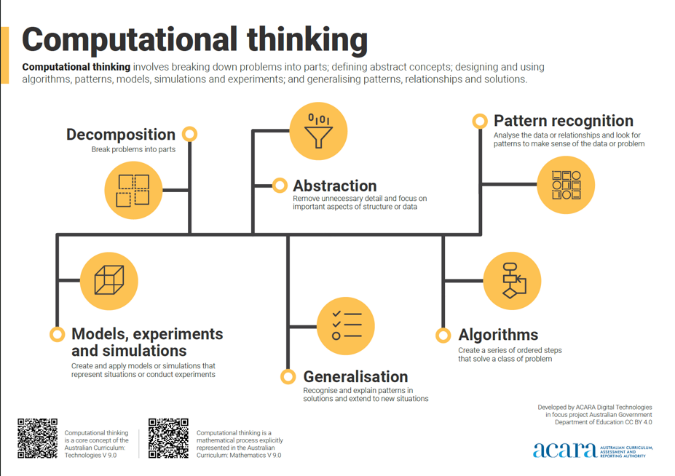 Computational thinking
Computational thinking involves breaking down problems into parts; defining abstract concepts; designing and using
algorithms, patterns, models, simulations and experiments; and generalising patterns, relationships and solutions.
Decomposition
Break problems into parts
0101
Abstraction
Remove unnecessary detail and focus on
important aspects of structure or data
Pattern recognition
Analyse the data or relationships and look for
patterns to make sense of the data or problem
Models, experiments
and simulations
Create and apply models or simulations that
represent situations or conduct experiments
Generalisation
Recognise and explain patterns in
solutions and extend to new situations
Algorithms
Create a series of ordered steps
that solve a class of problem
Computational thinking
is a core concept of the
Australian Curriculum:
Technologies V 9.0
Computational thinking is a
mathematical process explicitly
represented in the Australian
Curriculum: Mathematics V 9.0
Developed by ACARA Digital Technologies
in focus project Australian Government
Department of Education CC BY 4.0
acara
AUSTRALIAN CURRICULUM,
ASSESSMENT AND
REPORTING AUTHORITY